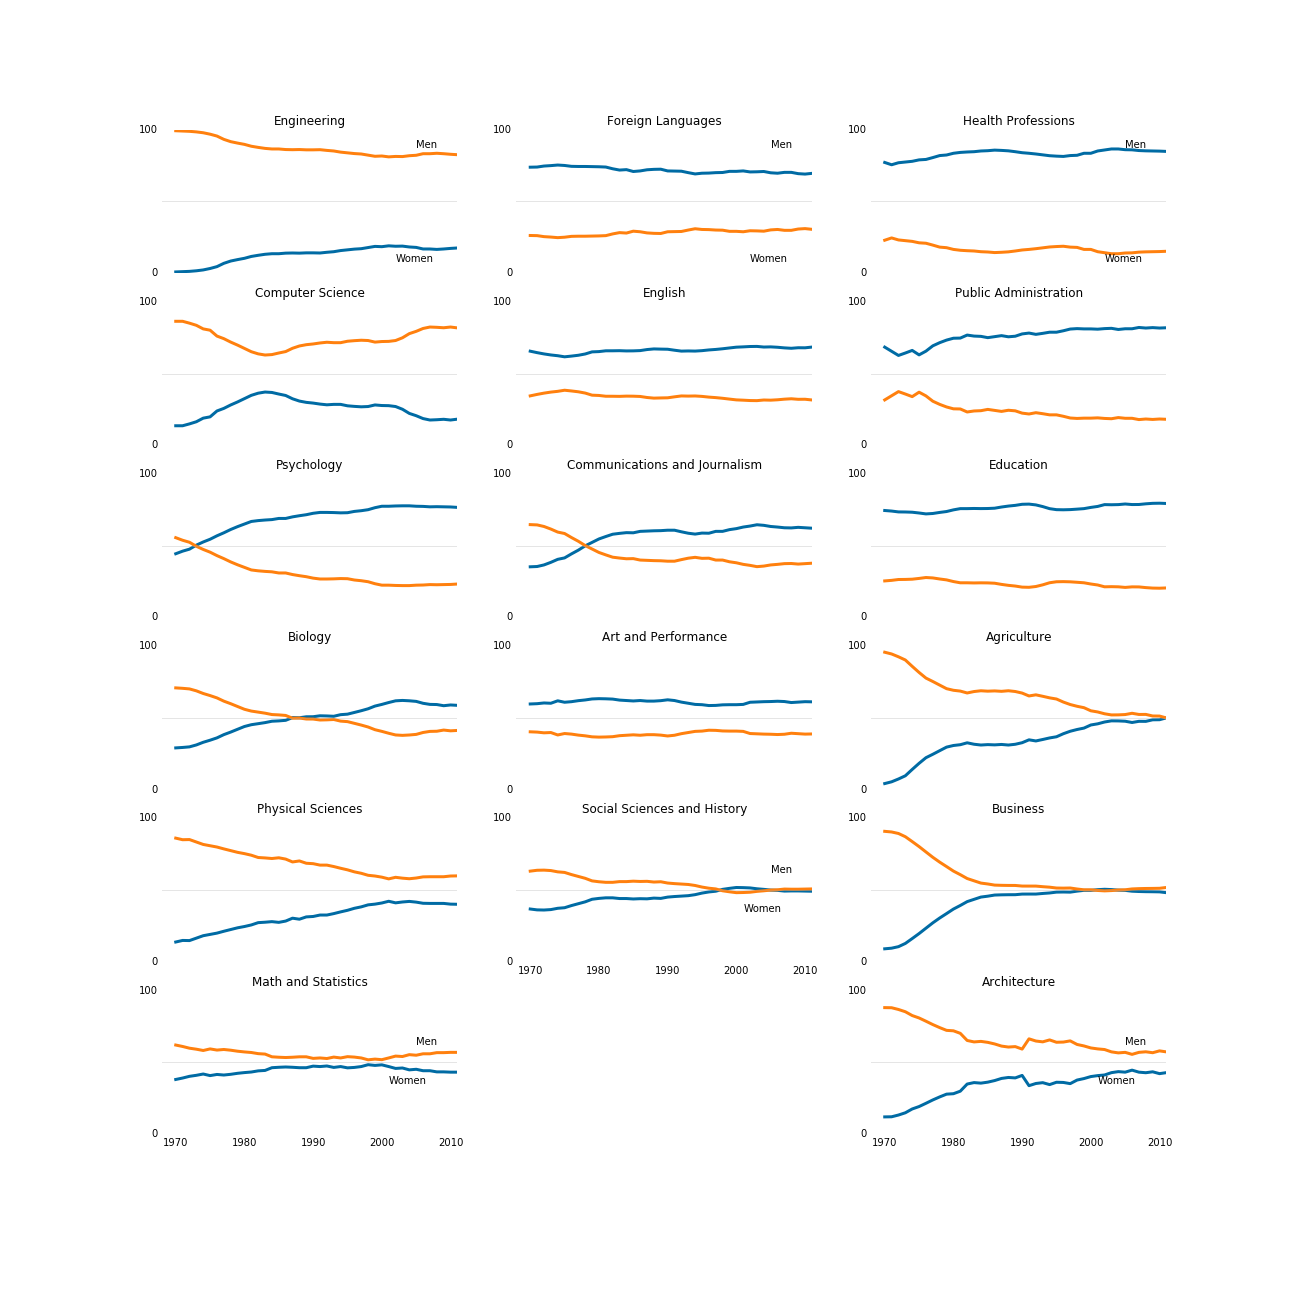 Engineering
100
Men
Women
0
Foreign Languages
100
Men
Women
0
Health Professions
100
Men
Women
0
Computer Science
100
0
English
100
0
Public Administration
100
0
Psychology
100
0
Communications and Journalism
100
0
Education
100
0
Biology
100
0
Art and Performance
100
0
Agriculture
100
0
Physical Sciences
100
0
Social Sciences and History
100
Men
Women
0
1970 1980 1990 2000 2010
Business
100
0
Math and Statistics
100
Men
Women
0
1970 1980 1990 2000 2010
Architecture
100
Men
Women
0
1970 1980 1990 2000 2010